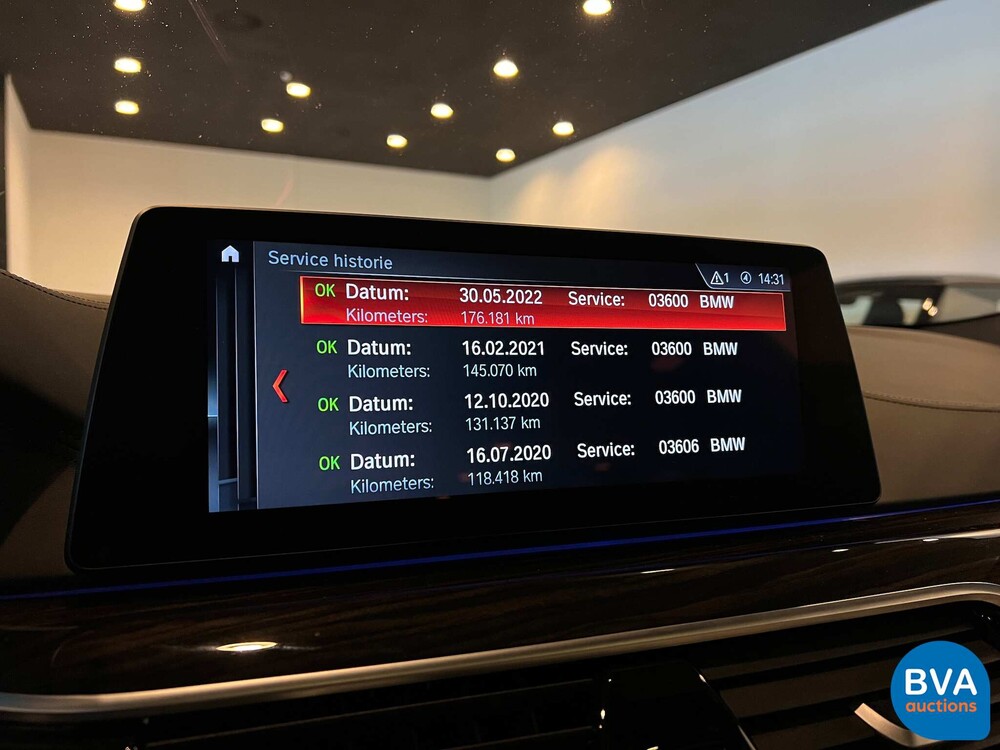 Service historie
1 4 14:31
OK Datum: 30.05.2022 Service: 03600 BMW
Kilometers: 176.181 km
OK Datum: 16.02.2021 Service: 03600 BMW
Kilometers: 145.070 km
OK Datum: 12.10.2020 Service: 03600 BMW
Kilometers: 131.137 km
OK Datum: 16.07.2020 Service: 03606 BMW
Kilometers: 118.418 km
BVA
auctions